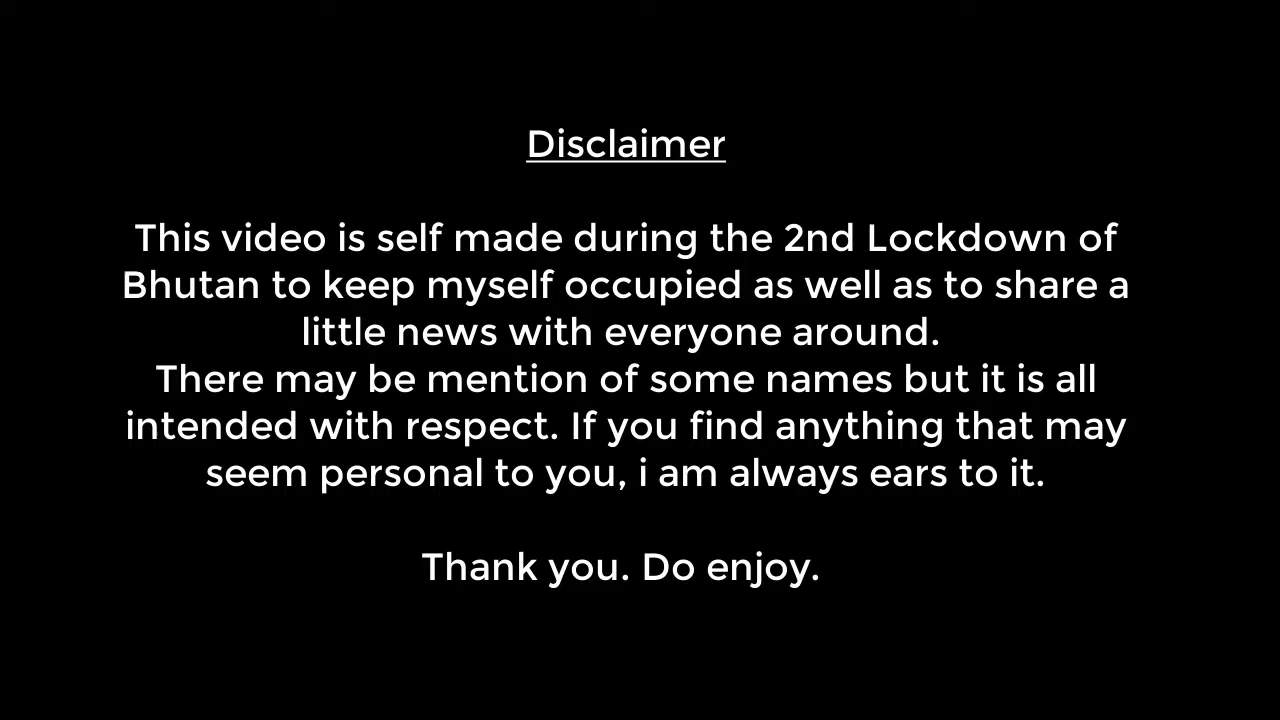 Disclaimer
This video is self made during the 2nd Lockdown of
Bhutan to keep myself occupied as well as to share a
little news with everyone around.
There may be mention of some names but it is all
intended with respect. If you find anything that may
seem personal to you, i am always ears to it.
Thank you. Do enjoy.